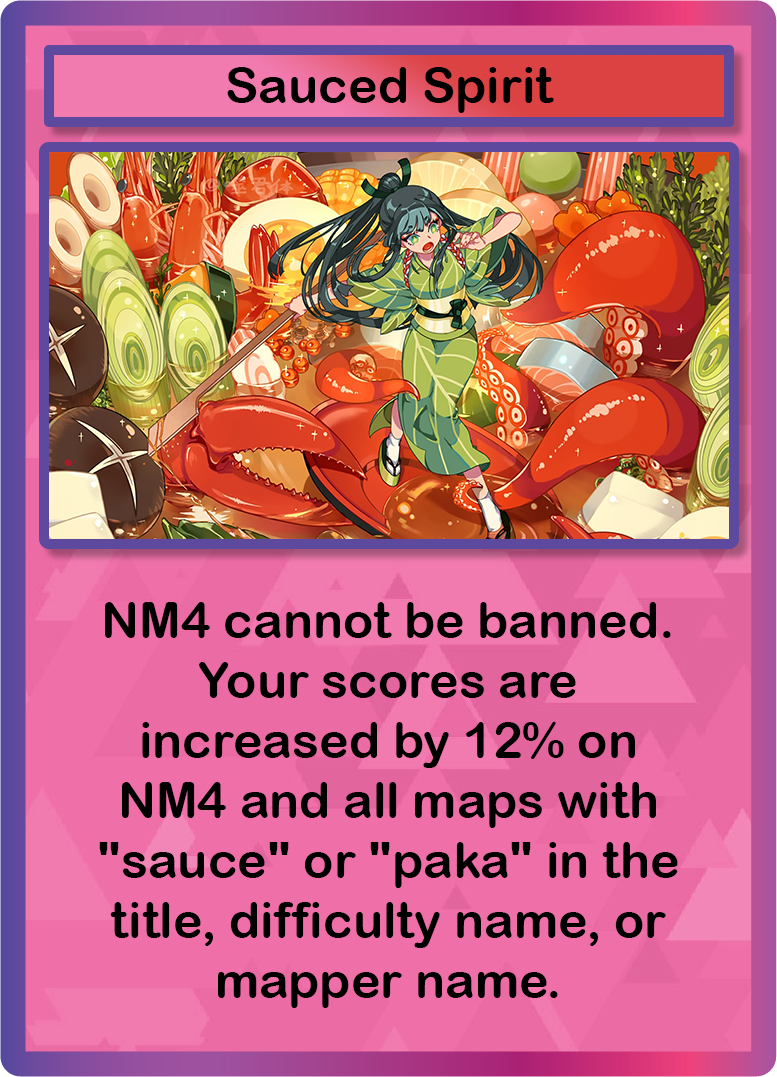 Sauced Spirit
NM4 cannot be banned.
Your scores are
increased by 12% on
NM4 and all maps with
"sauce" or "paka" in the
title, difficulty name, or
mapper name.